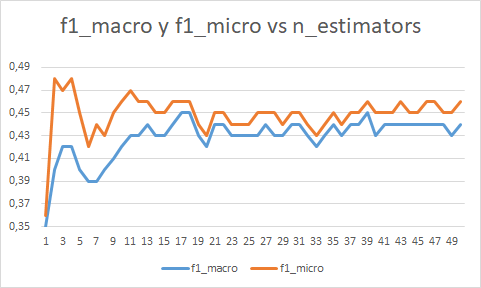 f1_macro y f1_micro vs n_estimators
0,49
0,47
0,45
0,43
0,41
0,39
0,37
0,35
1 3 5 7 9 11 13 15 17 19 21 23 25 27 29 31 33 35 37 39 41 43 45 47 49
f1_macro f1_micro